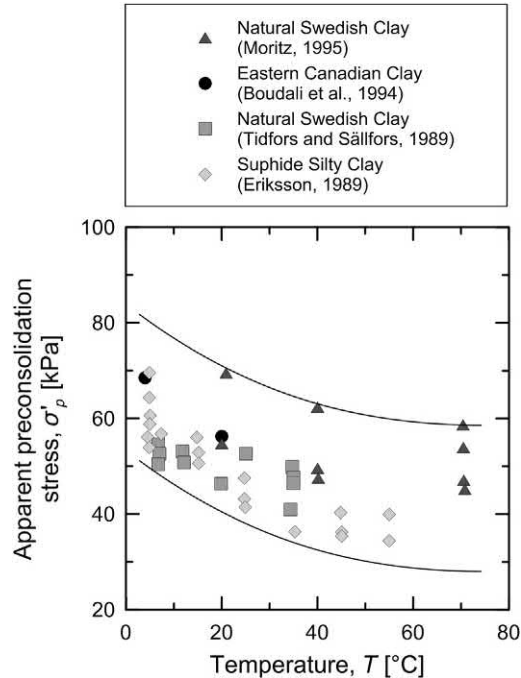 Natural Swedish Clay
(Moritz, 1995)
Eastern Canadian Clay
(Boudali et al., 1994)
Natural Swedish Clay
(Tidfors and Sällfors, 1989)
Suphide Silty Clay
(Eriksson, 1989)
Apparent preconsolidation
stress, σ'p [kPa]
100
80
60
40
20
0 20 40 60 80
Temperature, T [°C]